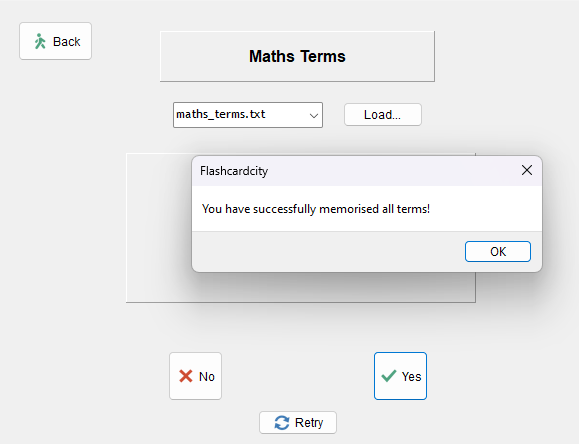 Back
Maths Terms
maths_terms.txt
Load...
Flashcardcity
You have successfully memorised all terms!
OK
No
Yes
Retry